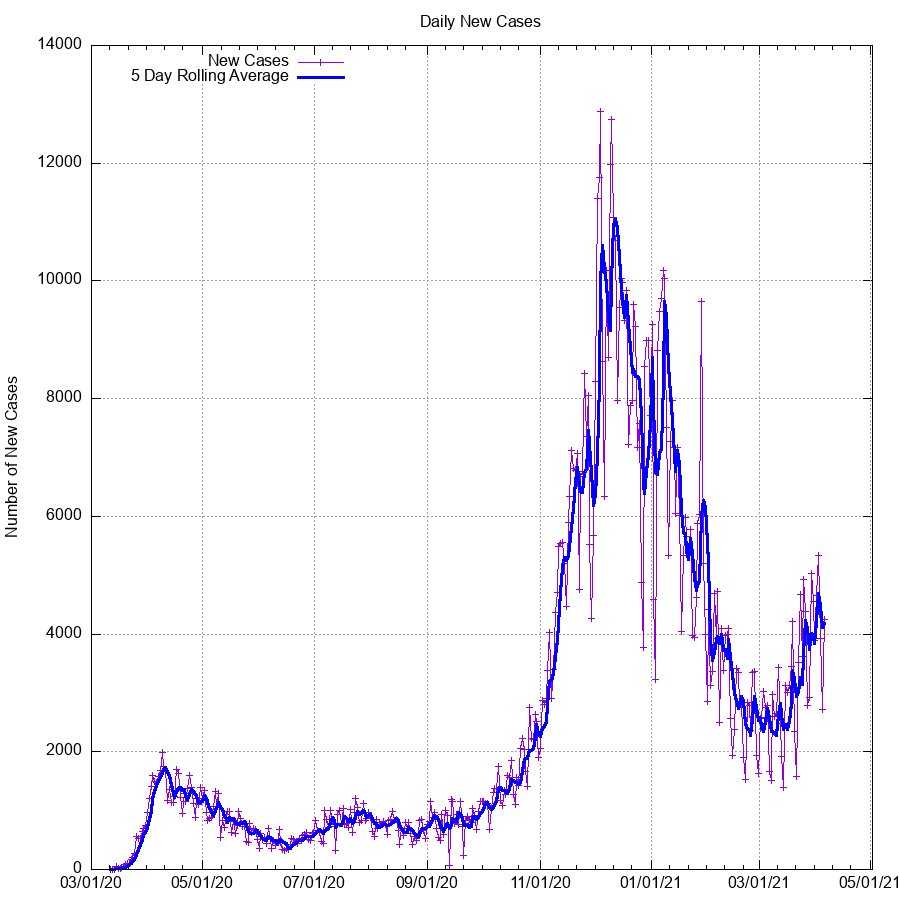 Daily New Cases
New Cases
5 Day Rolling Average
Number of New Cases
14000
12000
10000
8000
6000
4000
2000
0
03/01/20 05/01/20 07/01/20 09/01/20 11/01/20 01/01/21 03/01/21 05/01/21